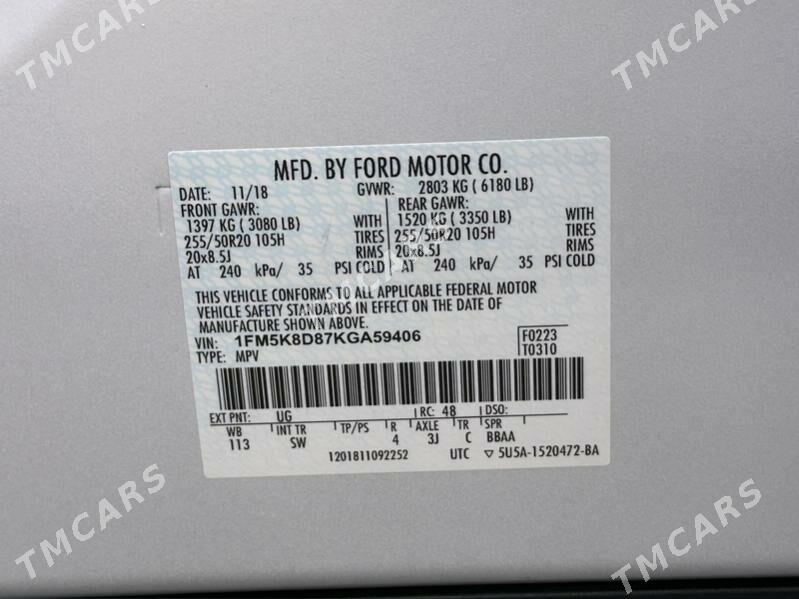 TMCARS
TMCARS
MFD. BY FORD MOTOR CO.
DATE: 11/18 GVWR: 2803 KG ( 6180 LB)
FRONT GAWR: REAR GAWR:
1397 KG ( 3080 LB) WITH 1520 KG ( 3350 LB) WITH
255/50R20 105H TIRES 255/50R20 105H TIRES
20x8.5J RIMS 20x8.5J RIMS
AT 240 kPa/ 35 PSI COLD AT 240 kPa/ 35 PSI COLD
THIS VEHICLE CONFORMS TO ALL APPLICABLE FEDERAL MOTOR
VEHICLE SAFETY STANDARDS IN EFFECT ON THE DATE OF
MANUFACTURE SHOWN ABOVE.
VIN: 1FM5K8D87KGA59406 F0223
TYPE: MPV T0310
EXT PNT: UG RC: 48 DSO:
WB INT TR TP/PS R AXLE TR SPR
113 SW 4 3J C BBAA
1201811092252 UTC ▽ 5U5A-1520472-BA
TMCARS
TMCARS